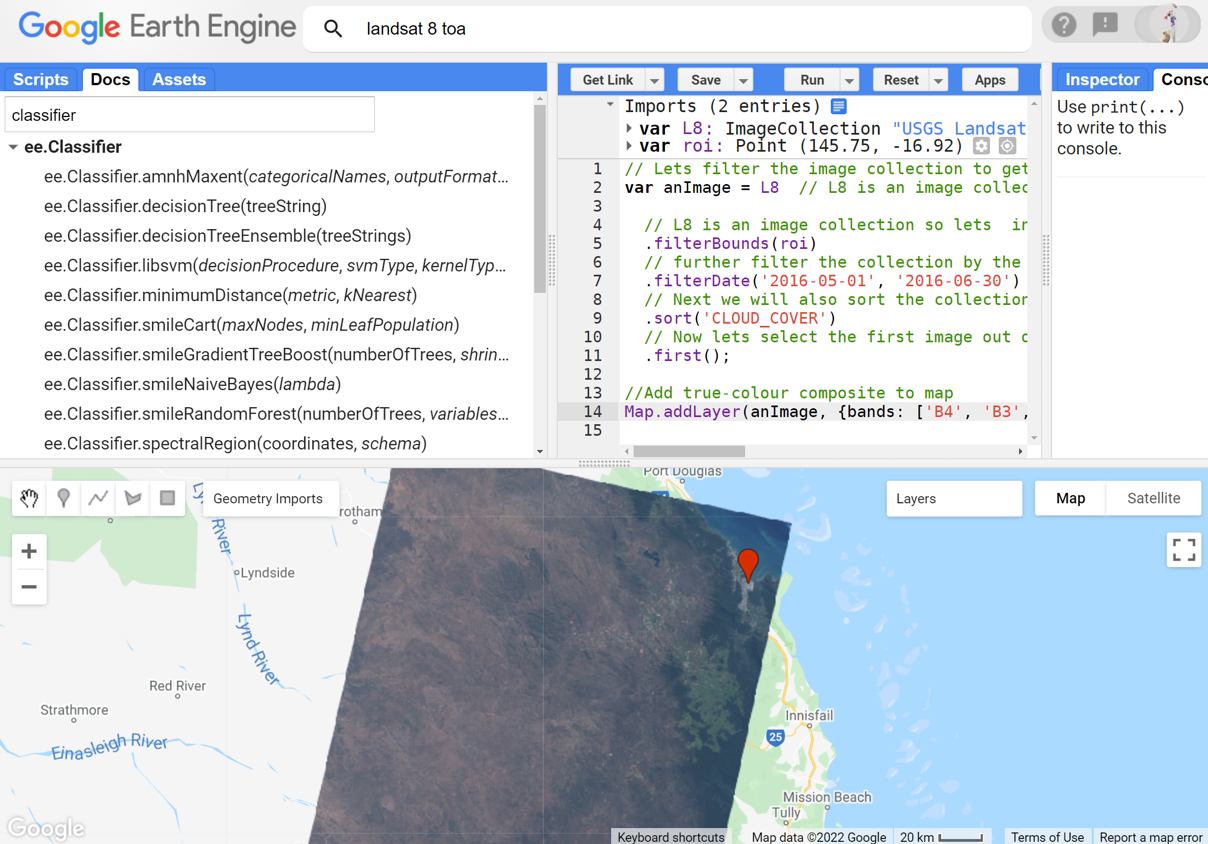 Google Earth Engine
landsat 8 toa
Scripts Docs Assets
classifier
ee.Classifier
ee.Classifier.amnhMaxent(categoricalNames, outputFormat...
ee.Classifier.decisionTree(treeString)
ee.Classifier.decisionTreeEnsemble(treeStrings)
ee.Classifier.libsvm(decisionProcedure, svmType, kernelTyp...
ee.Classifier.minimumDistance(metric, kNearest)
ee.Classifier.smileCart(maxNodes, minLeafPopulation)
ee.Classifier.smileGradientTreeBoost(numberOfTrees, shrin...
ee.Classifier.smileNaiveBayes(lambda)
ee.Classifier.smileRandomForest(numberOfTrees, variables...
ee.Classifier.spectralRegion(coordinates, schema)
Get Link Save Run Reset Apps
Imports (2 entries)
var L8: ImageCollection "USGS Landsat
var roi: Point (145.75, -16.92)
1 // Lets filter the image collection to get
2 var anImage = L8  // L8 is an image collec
3
4 // L8 is an image collection so lets  in
5 .filterBounds(roi)
6 // further filter the collection by the
7 .filterDate('2016-05-01', '2016-06-30')
8 // Next we will also sort the collection
9 .sort('CLOUD_COVER')
10 // Now lets select the first image out o
11 .first();
12
13 //Add true-colour composite to map
14 Map.addLayer(anImage, {bands: ['B4', 'B3',
15
Inspector Conso
Use print(...)
to write to this
console.
Port Douglas
Geometry Imports
Layers
Map Satellite
River
rotham
+
Lyndside
−
Lynd River
Red River
Strathmore
Einasleigh River
Innisfail
25
Mission Beach
Tully
Google
Keyboard shortcuts Map data ©2022 Google 20 km Terms of Use Report a map error